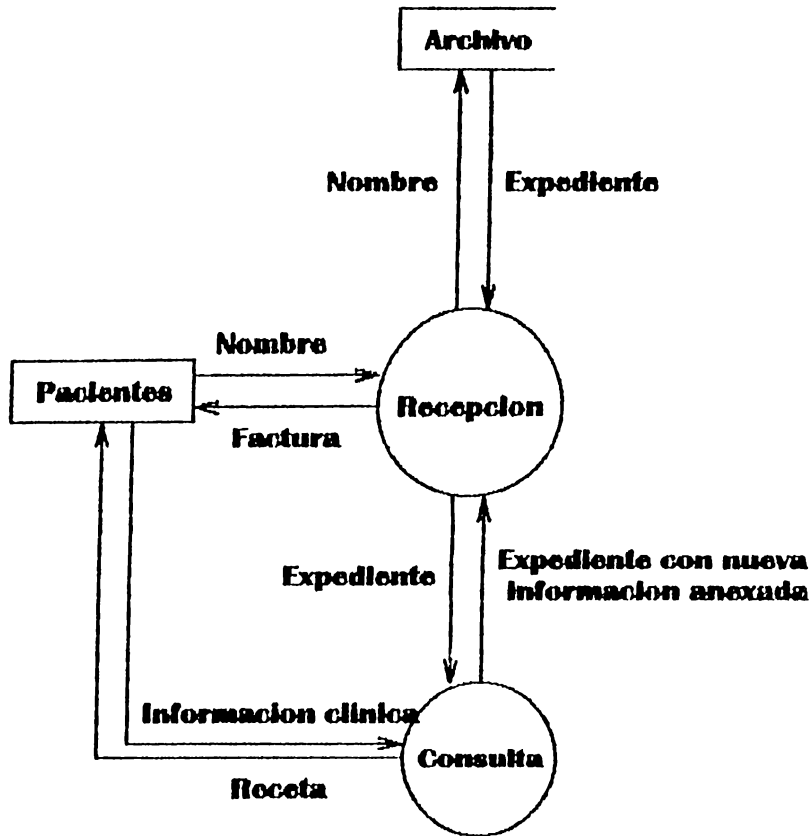 Archivo
Nombre
Expediente
Nombre
Pacientes
Recepcion
Factura
Expediente
Expediente con nueva
informacion anexada
Informacion clinica
Consulta
Receta